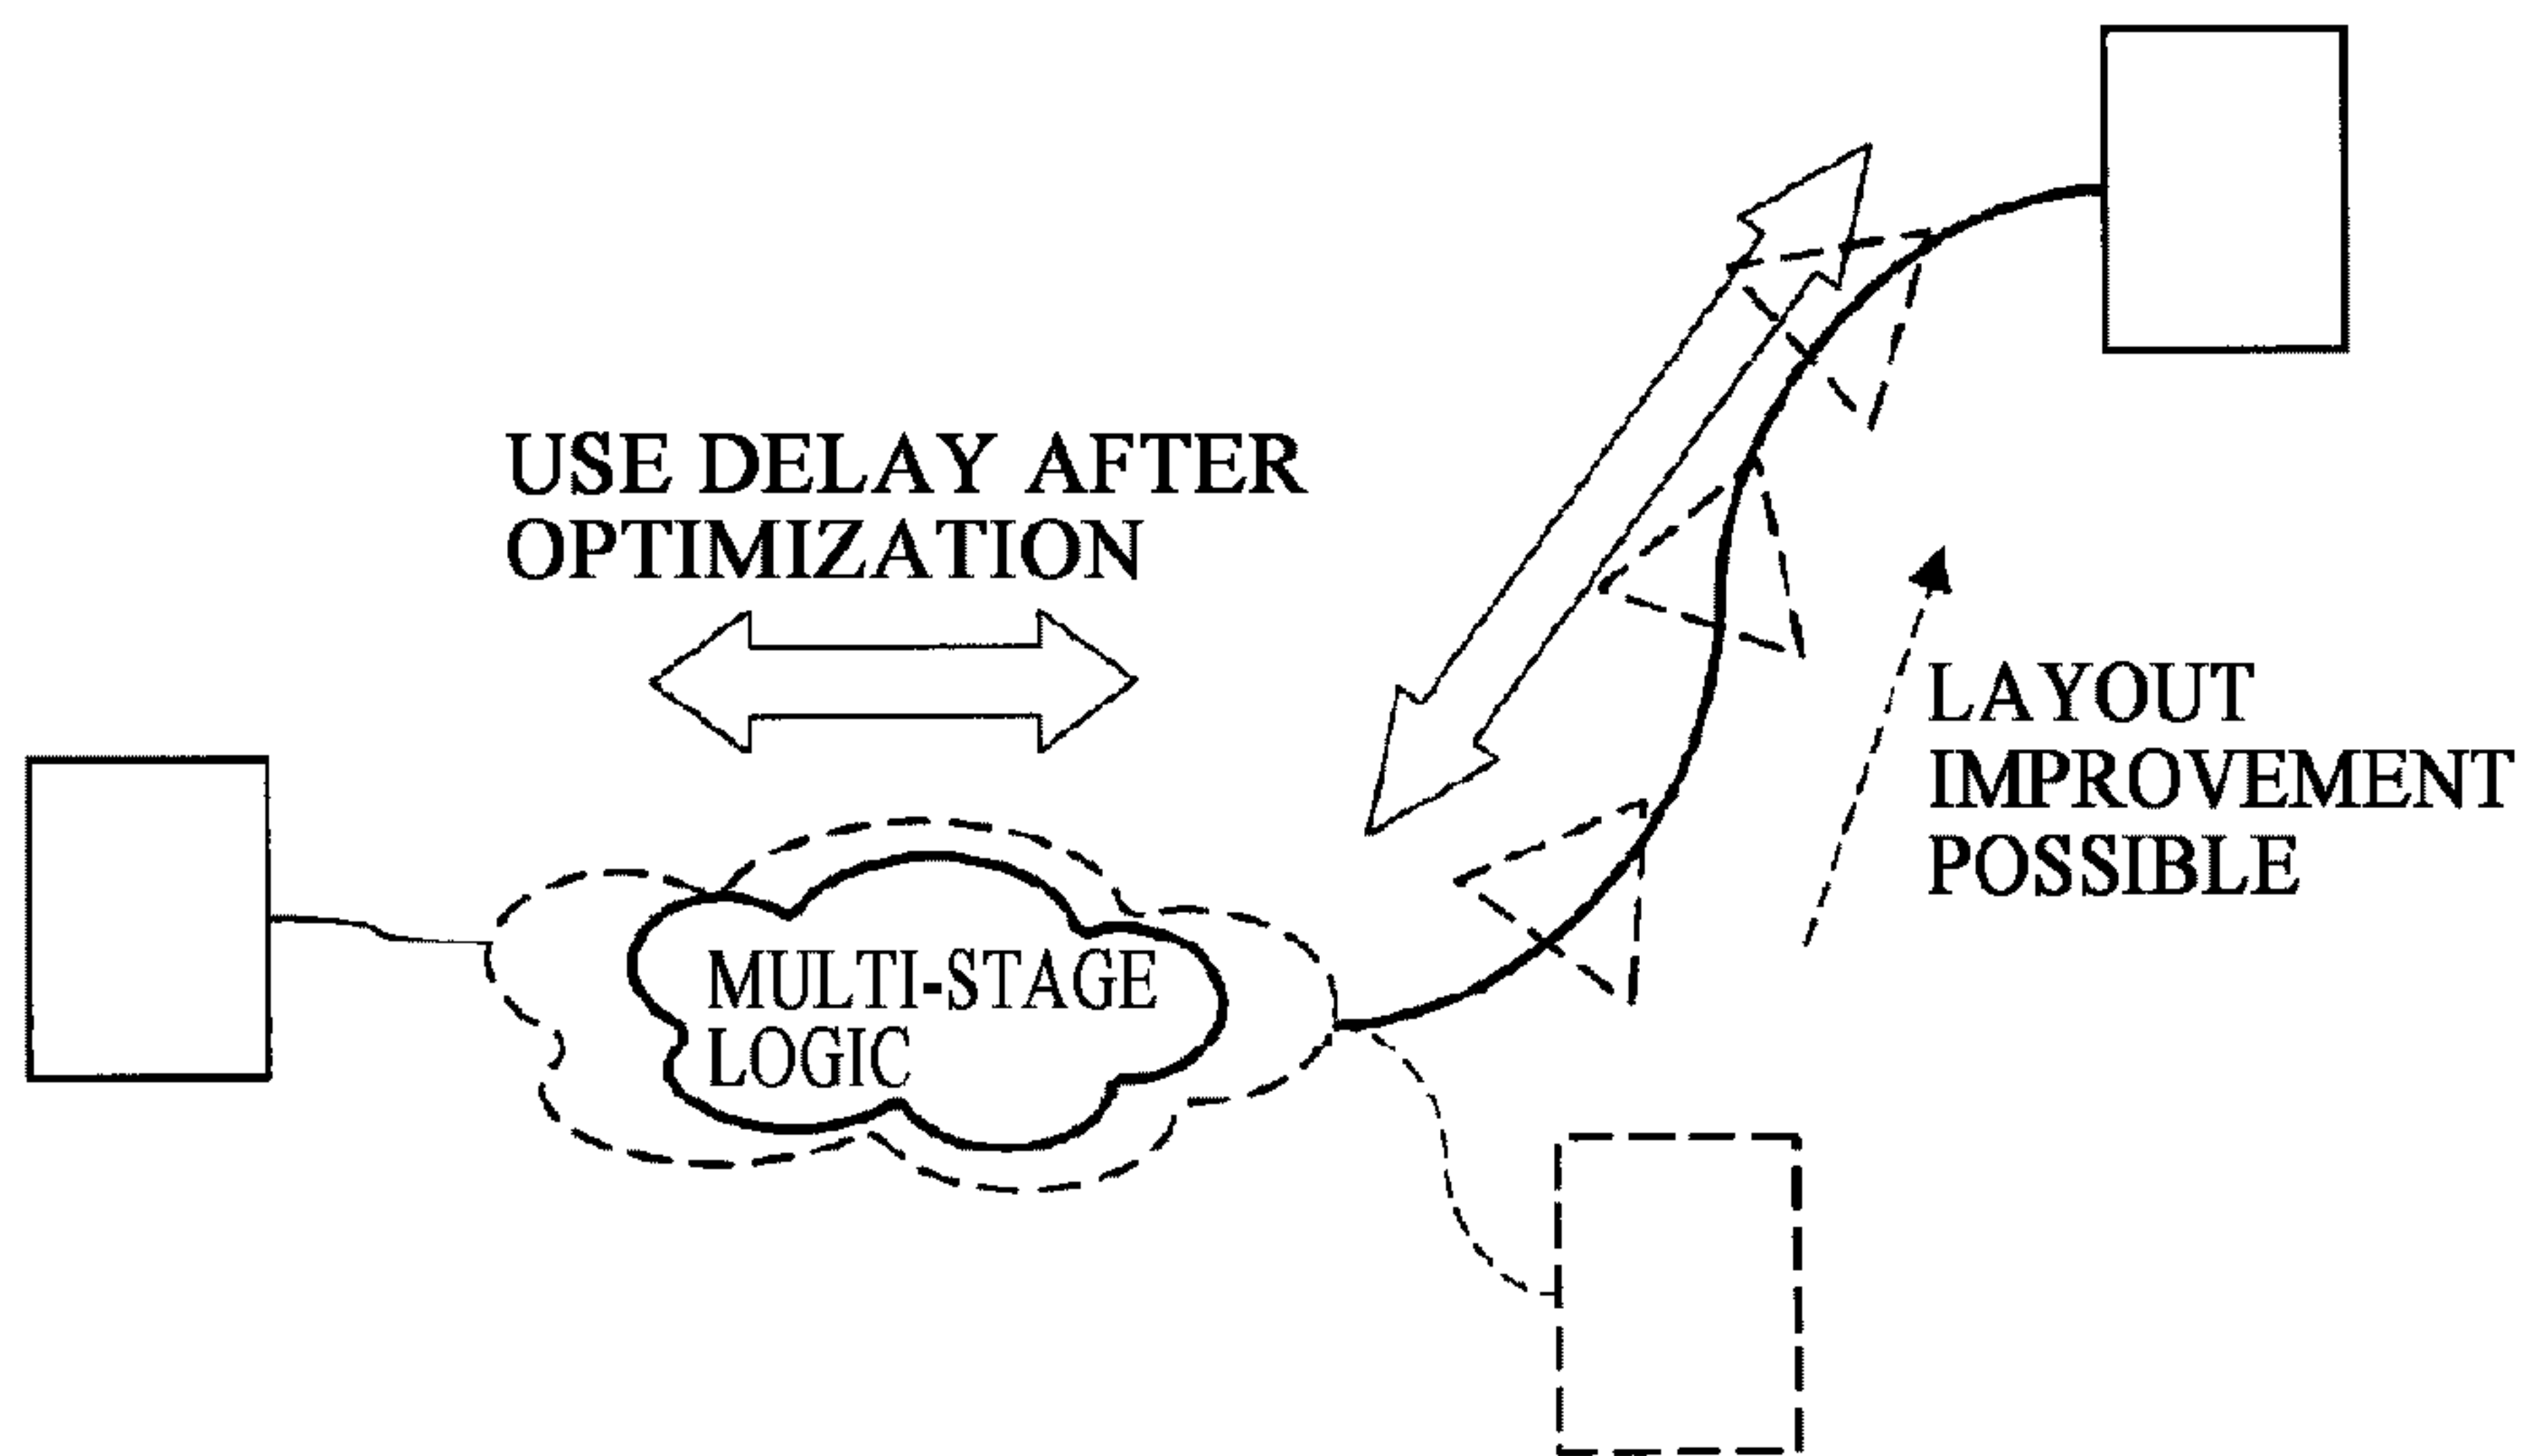 USE DELAY AFTER
OPTIMIZATION
LAYOUT
IMPROVEMENT
POSSIBLE
MULTI-STAGE
LOGIC